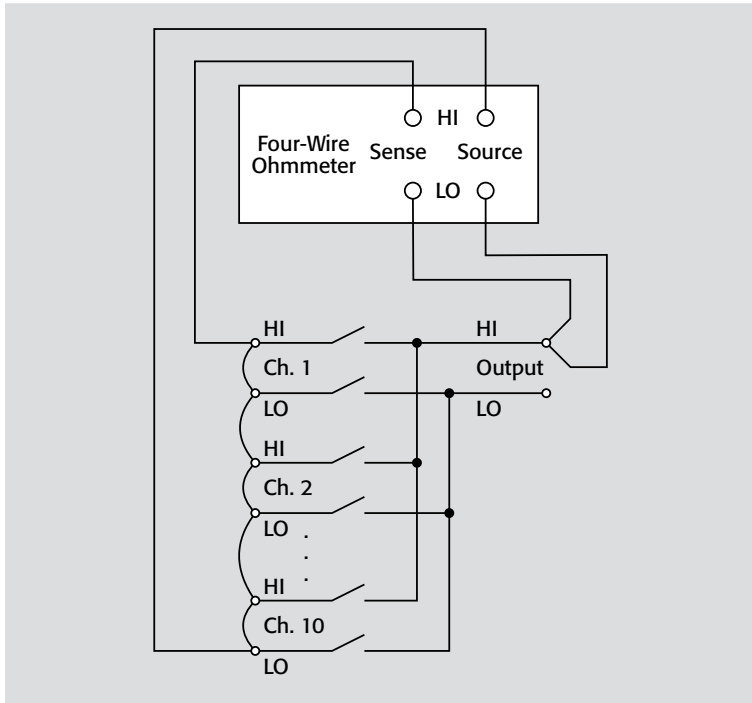 HI
Four-Wire
Ohmmeter
Sense
Source
LO
HI
HI
Ch. 1
Output
LO
LO
HI
Ch. 2
LO
.
.
.
HI
Ch. 10
LO